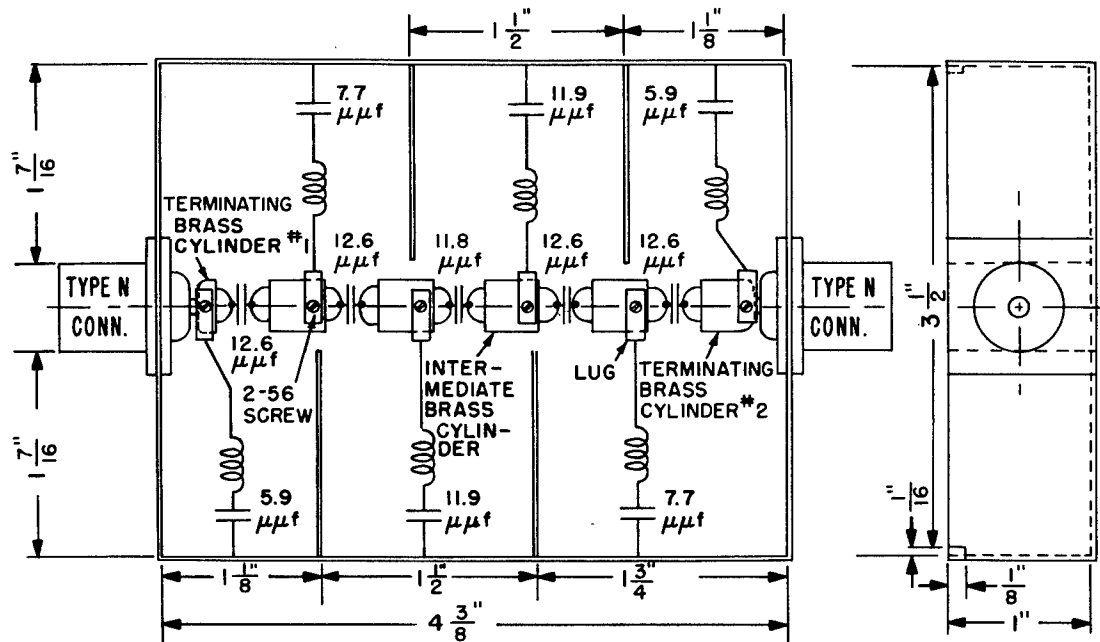 1 1/2"
1 1/8"
7.7
μμf
11.9
μμf
5.9
μμf
1 7/16"
TERMINATING
BRASS
CYLINDER #1
12.6
μμf
11.8
μμf
12.6
μμf
12.6
μμf
TYPE N
CONN.
TYPE N
CONN.
3 1/2"
12.6
μμf
2-56
SCREW
INTER-
MEDIATE
BRASS
CYLIN-
DER
LUG
TERMINATING
BRASS
CYLINDER #2
1 7/16"
5.9
μμf
11.9
μμf
7.7
μμf
1/16"
1 1/8"
1 1/2"
1 3/4"
1/8"
4 3/8"
1"